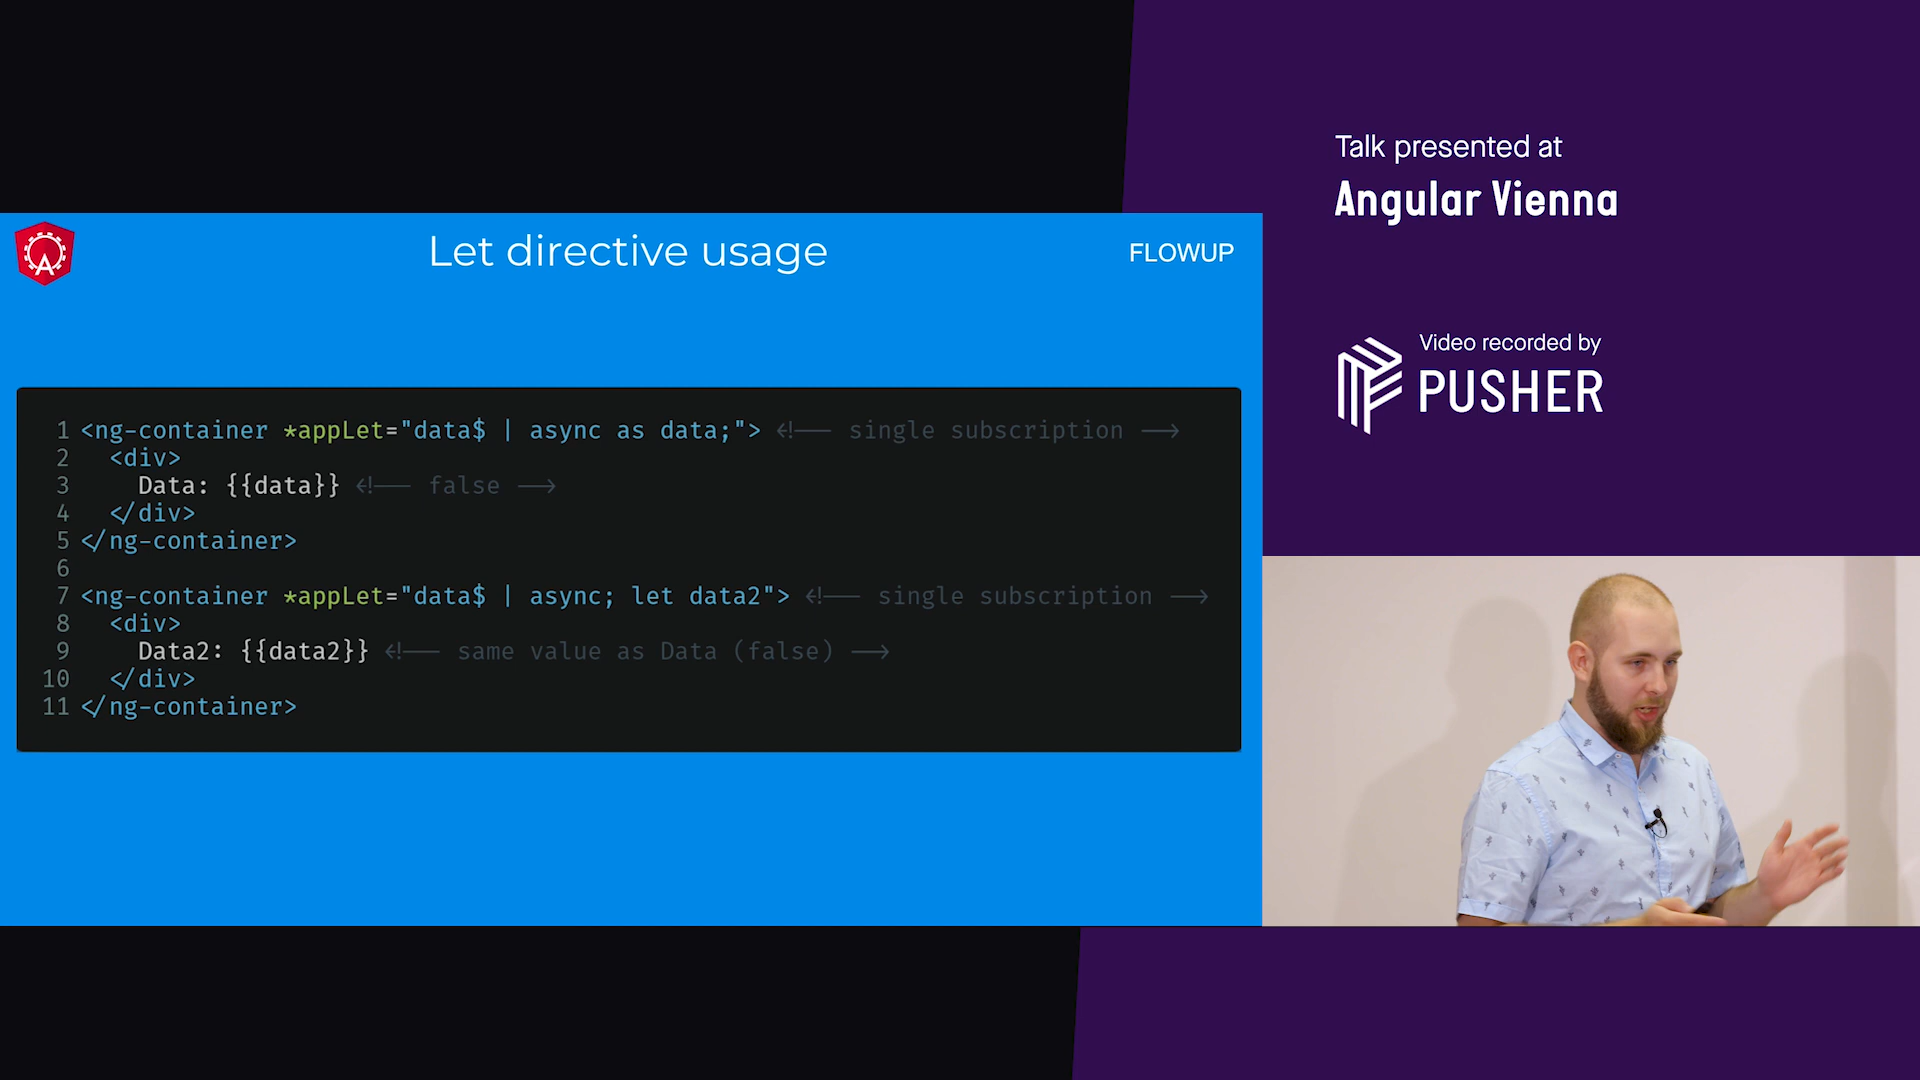 Let directive usage
FLOWUP
1 <ng-container *appLet="data$ | async as data;"> <!-- single subscription -->
2 <div>
3 Data: {{data}} <!-- false -->
4 </div>
5 </ng-container>
6
7 <ng-container *appLet="data$ | async; let data2"> <!-- single subscription -->
8 <div>
9 Data2: {{data2}} <!-- same value as Data (false) -->
10 </div>
11 </ng-container>
Talk presented at
Angular Vienna
Video recorded by
PUSHER